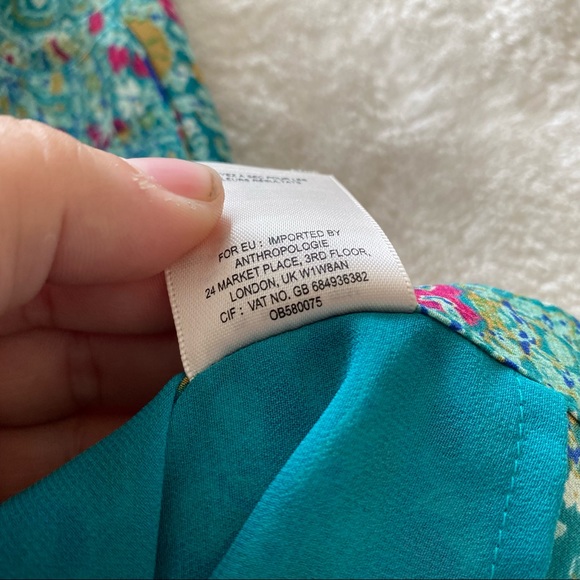 FOR EU : IMPORTED BY
ANTHROPOLOGIE
24 MARKET PLACE, 3RD FLOOR,
LONDON, UK W1W8AN
CIF : VAT NO. GB 684936382
OB580075